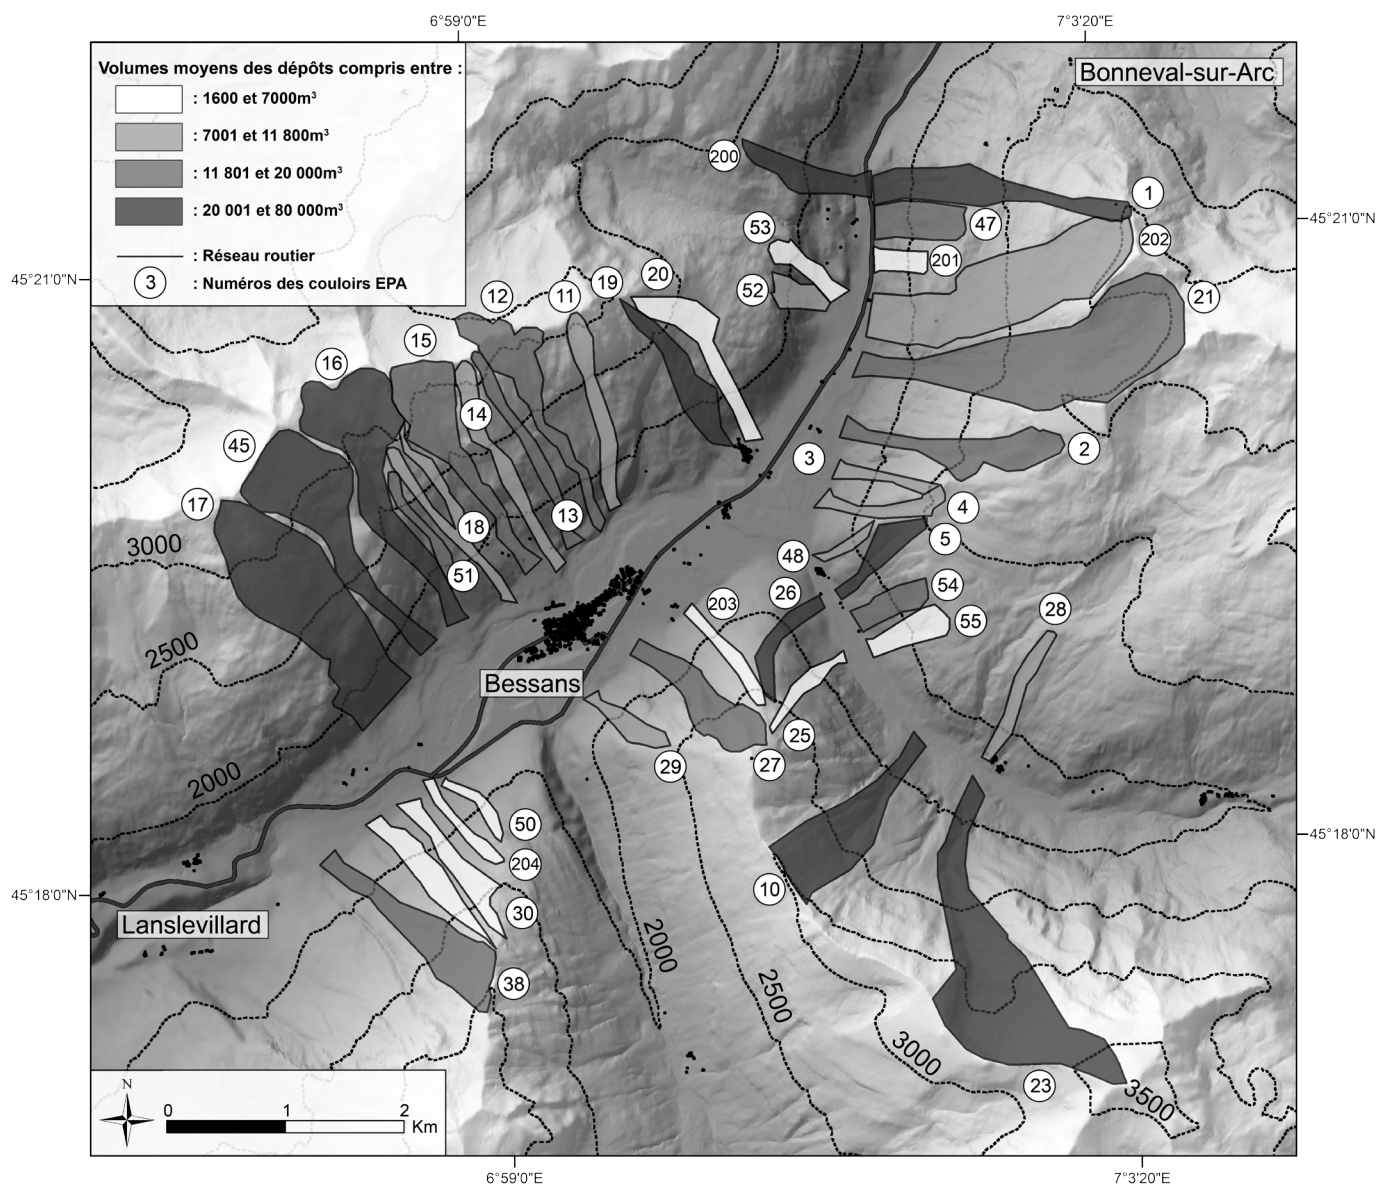 6°59'0"E
7°3'20"E
Volumes moyens des dépôts compris entre :
: 1600 et 7000m³
: 7001 et 11 800m³
: 11 801 et 20 000m³
: 20 001 et 80 000m³
: Réseau routier
3 : Numéros des couloirs EPA
Bonneval-sur-Arc
200
1
45°21'0"N
53
47
202
201
45°21'0"N
20
19
52
21
12
11
15
16
14
45
2
3
17
4
13
18
5
3000
48
51
54
26
203
28
55
2500
Bessans
25
29
27
2000
50
45°18'0"N
204
10
45°18'0"N
30
Lanslevillard
2000
38
2500
3000
23
3500
N
0
1
2
Km
6°59'0"E
7°3'20"E